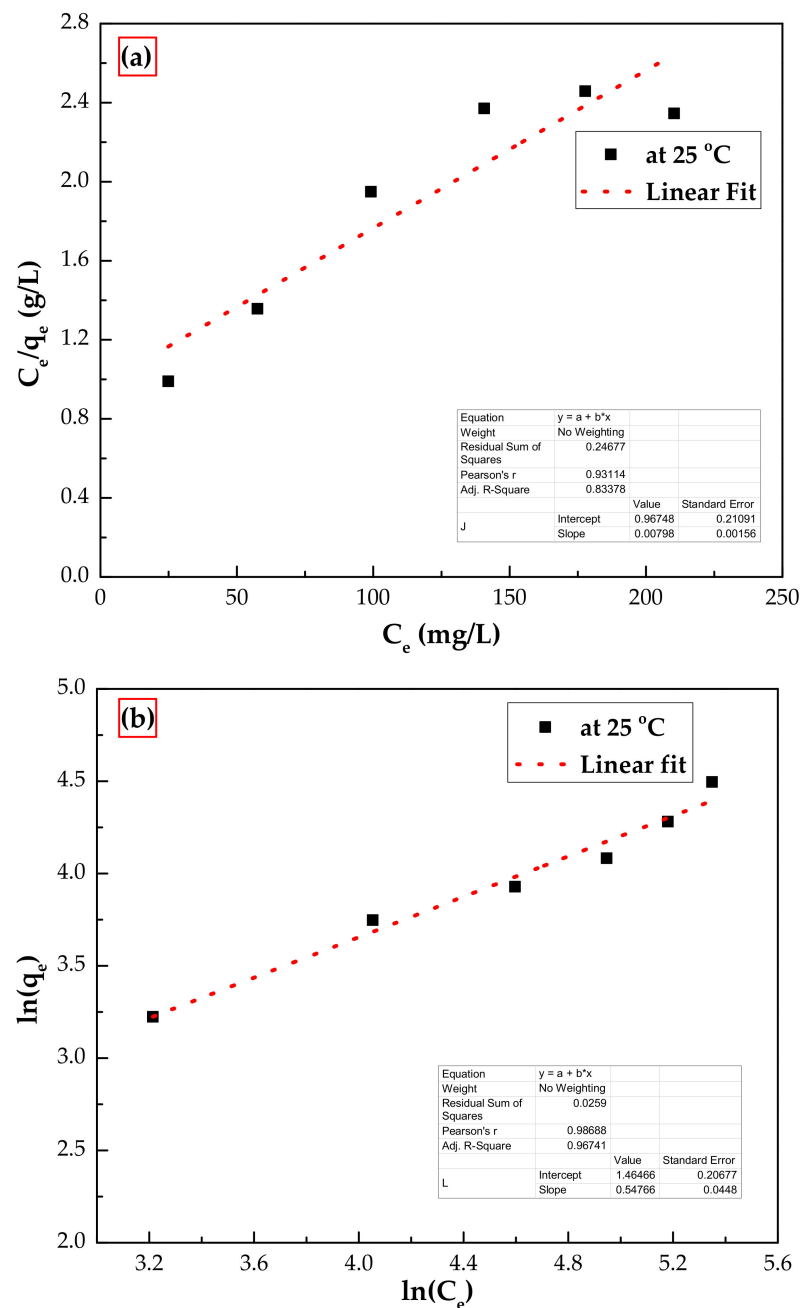 (a)
2.8
2.4
2.0
1.6
1.2
0.8
0.4
0.0
C_e/q_e (g/L)
at 25 °C
Linear Fit
Equation y = a + b*x
Weight No Weighting
Residual Sum of Squares 0.24677
Pearson's r 0.93114
Adj. R-Square 0.83378
Value Standard Error
J Intercept 0.96748 0.21091
Slope 0.00798 0.00156
0 50 100 150 200 250
C_e (mg/L)
(b)
5.0
4.5
4.0
3.5
3.0
2.5
2.0
ln(q_e)
at 25 °C
Linear fit
Equation y = a + b*x
Weight No Weighting
Residual Sum of Squares 0.0259
Pearson's r 0.98688
Adj. R-Square 0.96741
Value Standard Error
L Intercept 1.46466 0.20677
Slope 0.54766 0.0448
3.2 3.6 4.0 4.4 4.8 5.2 5.6
ln(C_e)